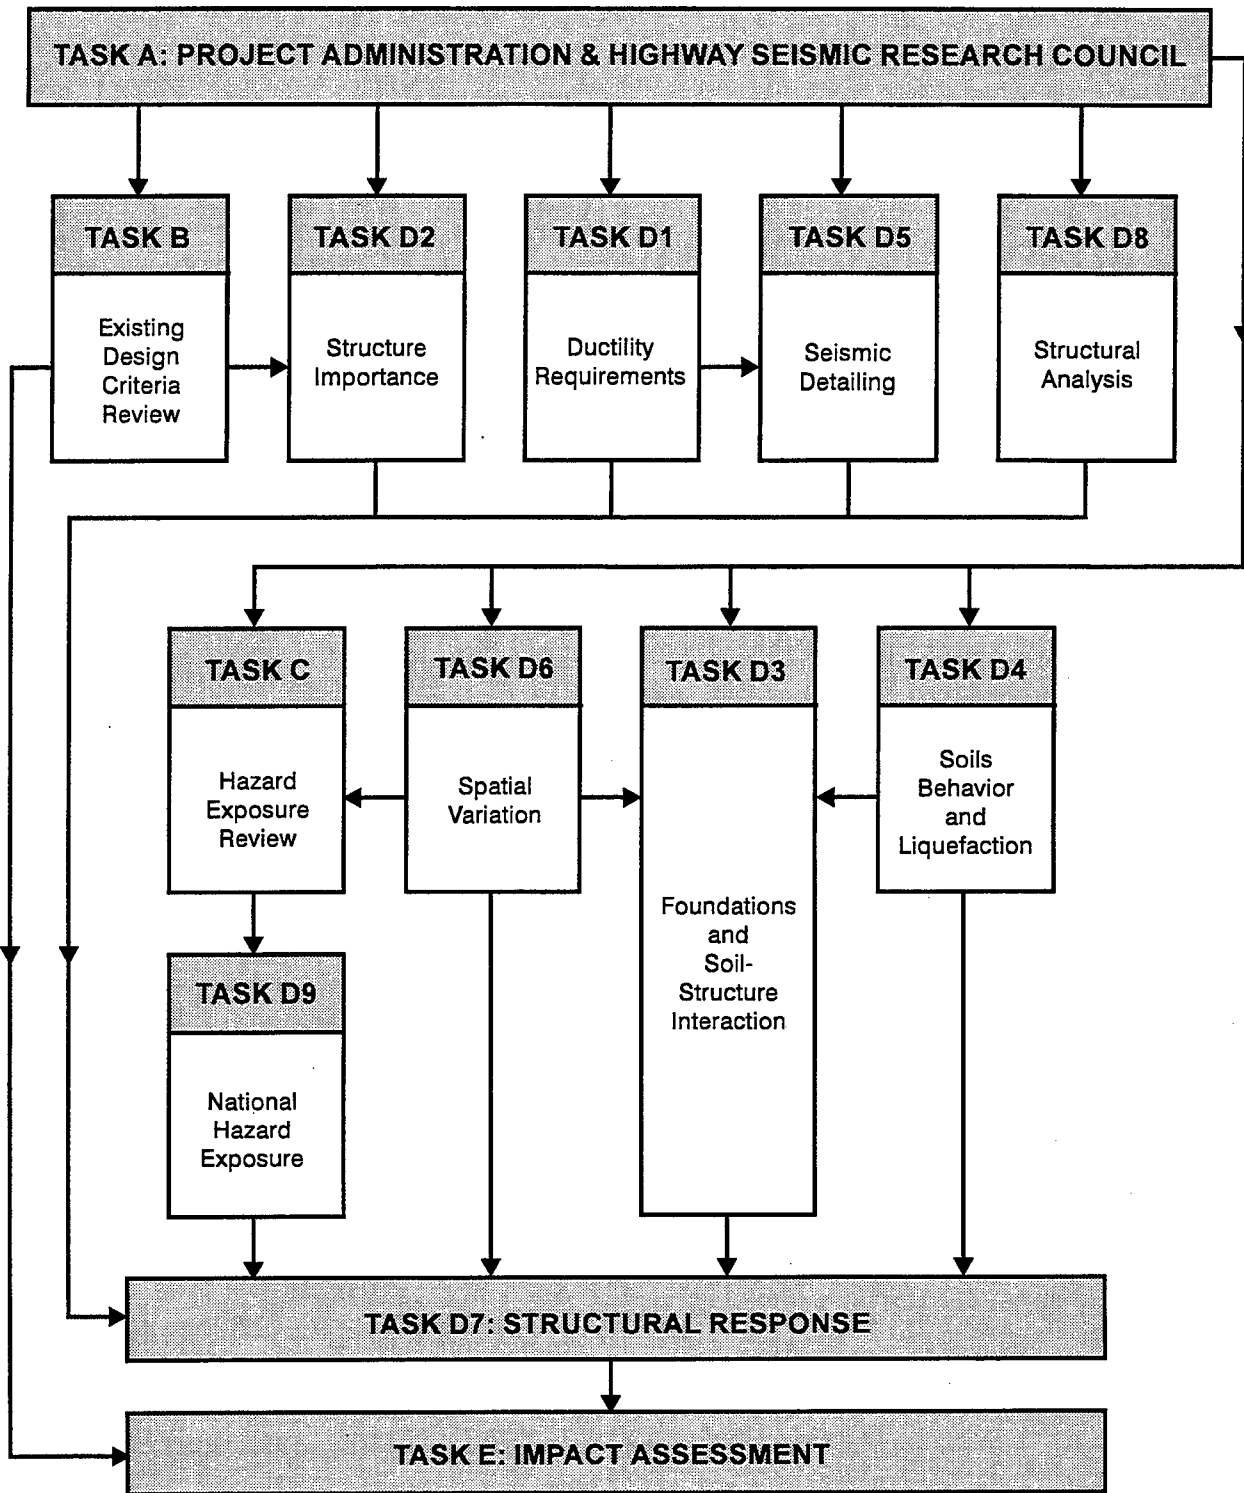 TASK A: PROJECT ADMINISTRATION & HIGHWAY SEISMIC RESEARCH COUNCIL
TASK B
Existing
Design
Criteria
Review
TASK D2
Structure
Importance
TASK D1
Ductility
Requirements
TASK D5
Seismic
Detailing
TASK D8
Structural
Analysis
TASK C
Hazard
Exposure
Review
TASK D6
Spatial
Variation
TASK D3
Foundations
and
Soil-
Structure
Interaction
TASK D4
Soils
Behavior
and
Liquefaction
TASK D9
National
Hazard
Exposure
TASK D7: STRUCTURAL RESPONSE
TASK E: IMPACT ASSESSMENT